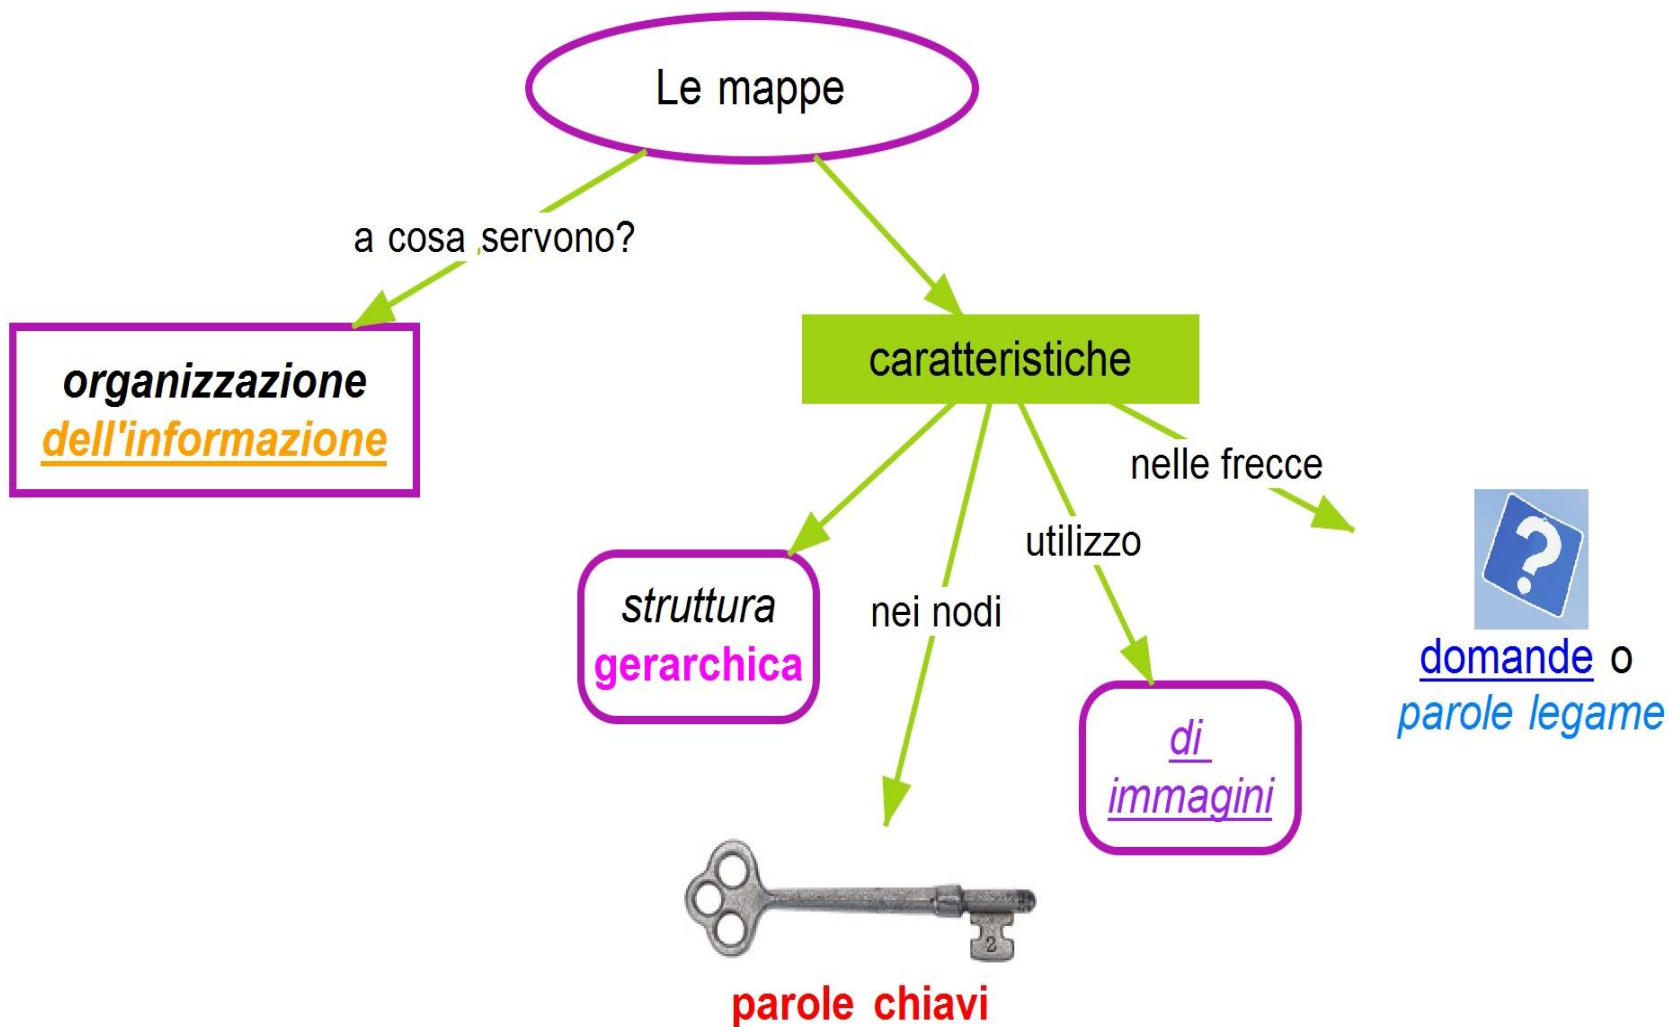 Le mappe
a cosa servono?
organizzazione
dell'informazione
caratteristiche
nelle frecce
utilizzo
nei nodi
struttura
gerarchica
?
domande o
parole legame
di
immagini
2
parole chiavi